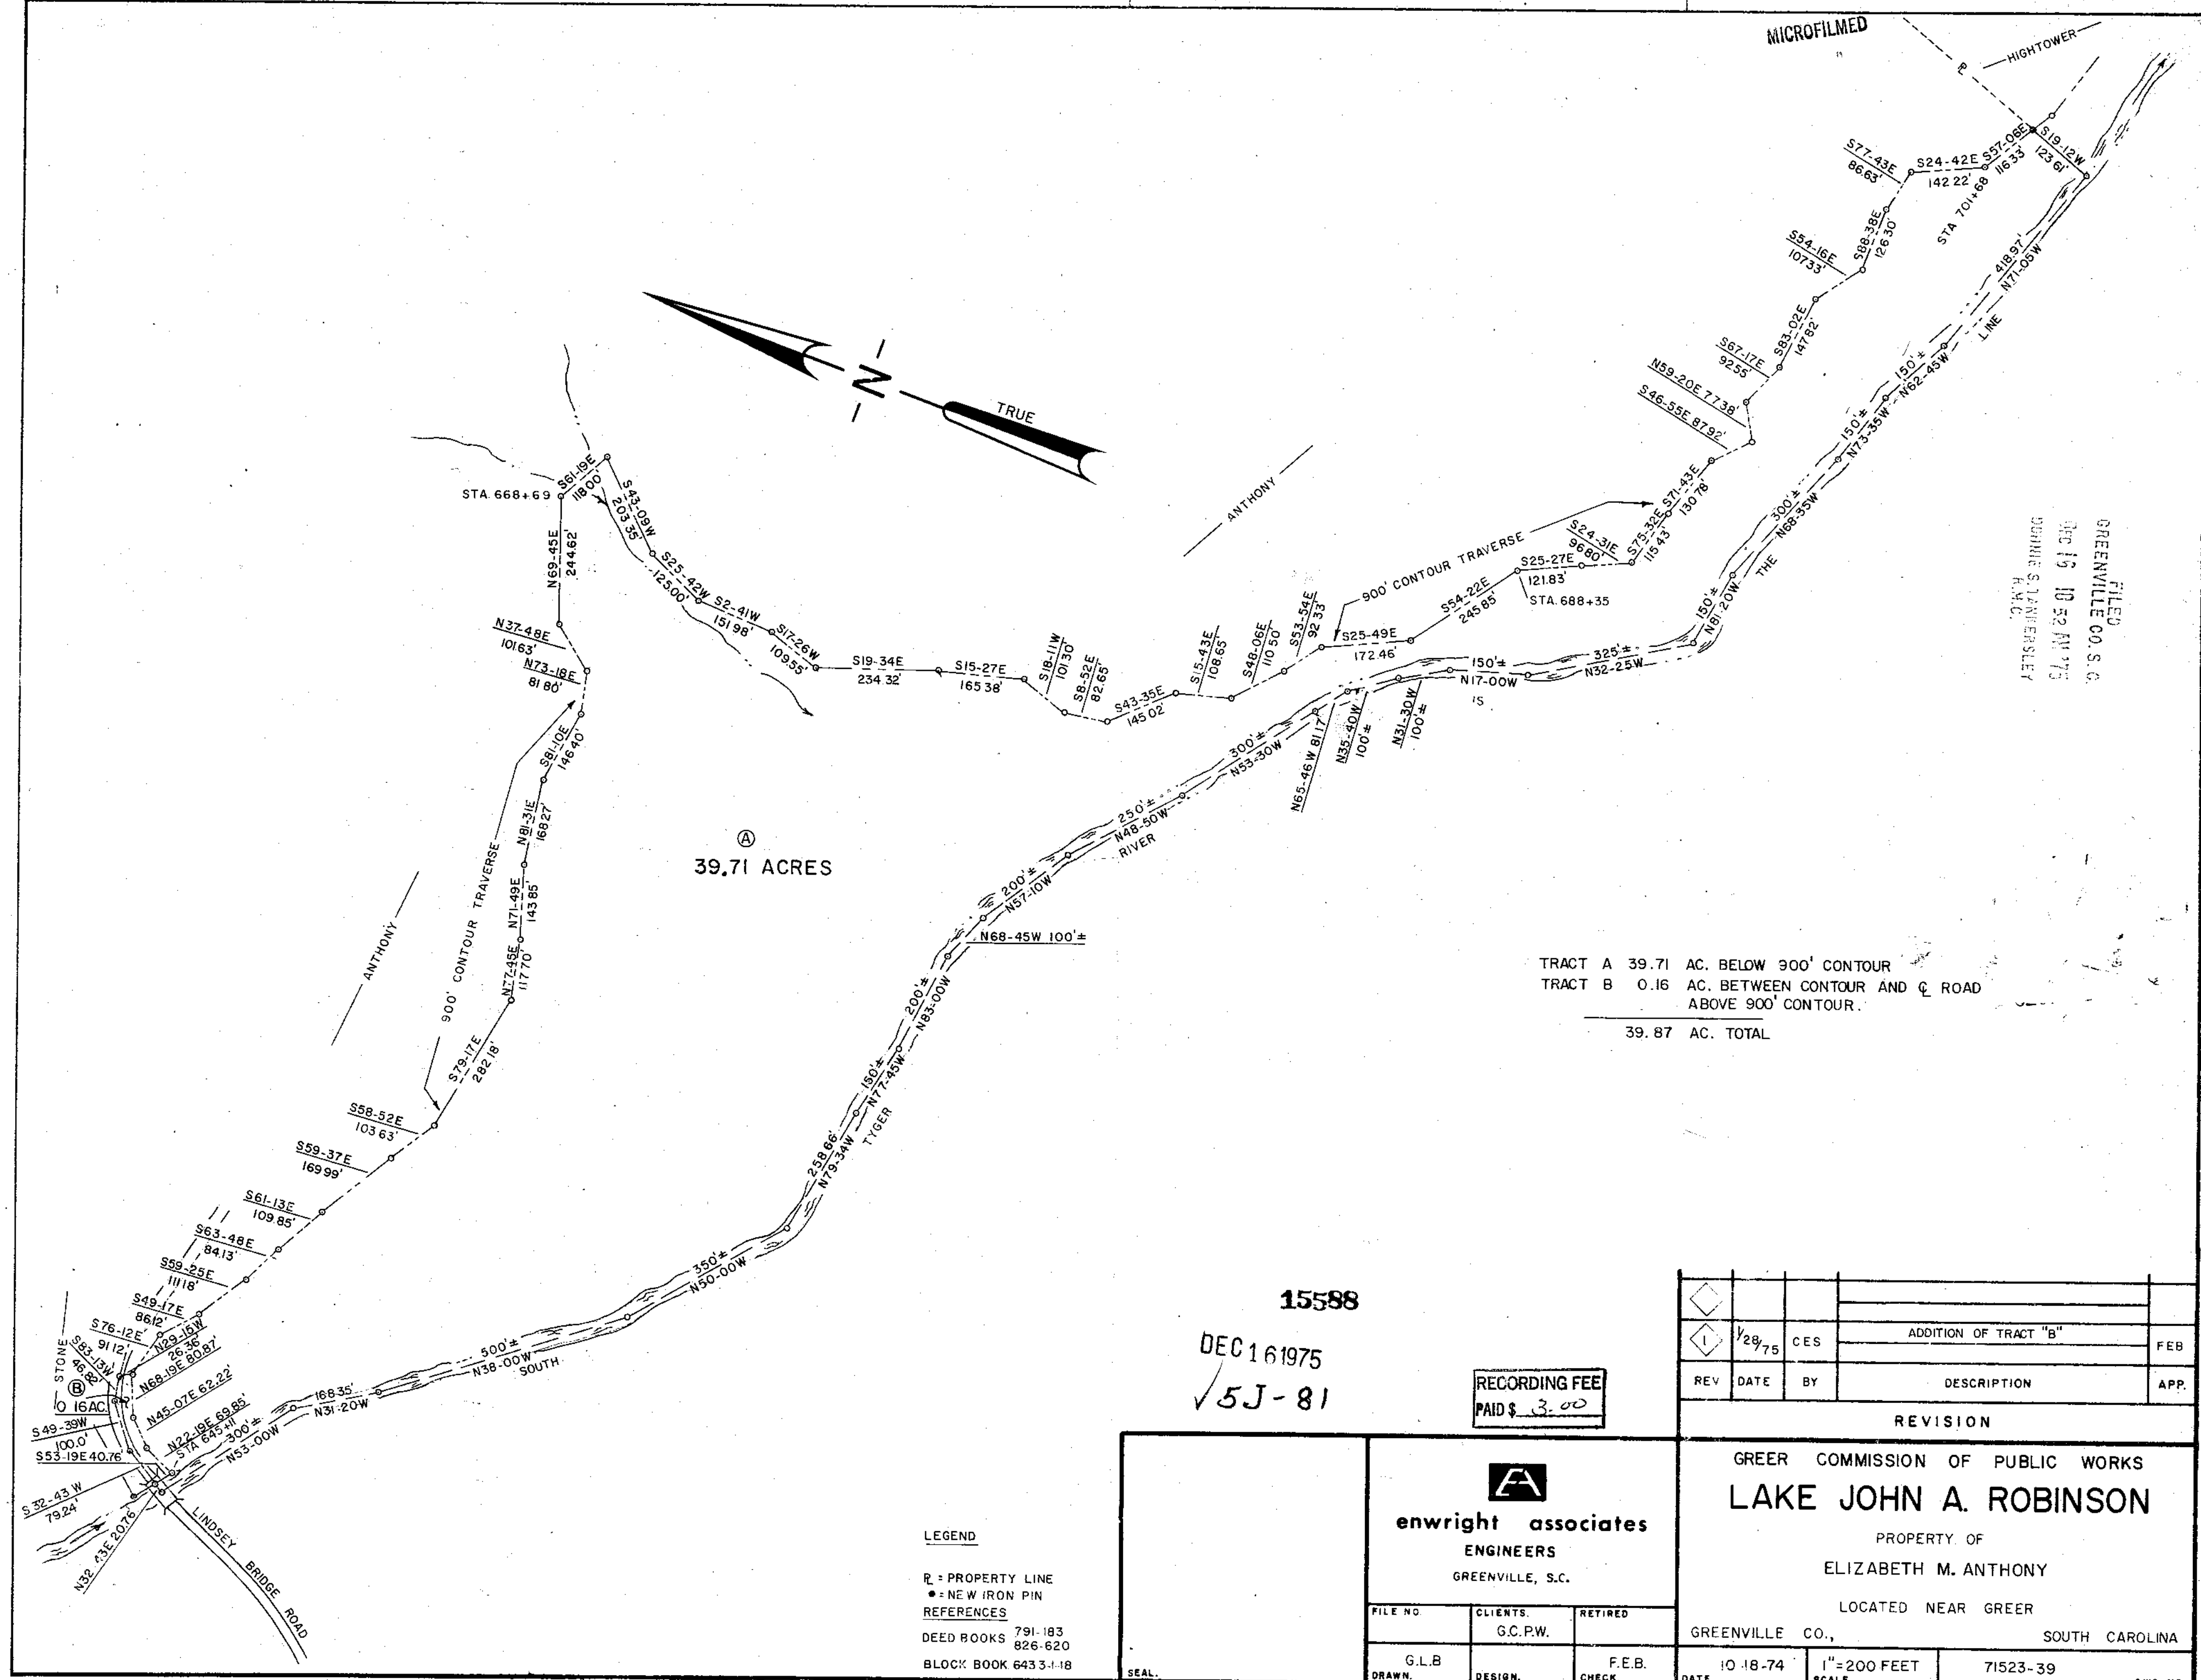 MICROFILMED
HIGHTOWER
S77-43E
86.63'
S24-42E
142.22'
S57-06E
116.33'
S19-12W
123.61'
STA 701+68
S88-38E
126.30'
S54-16E
107.33'
S83-02E
147.82'
S67-17E
92.55'
N59-20E 77.38'
S46-55E 87.92'
418.97'
N71-05W
LINE
150'±
N62-45W
150'±
N73-35W
300'±
N68-35W
THE
150'±
N81-20W
325'±
N32-25W
150'±
N17-00W
IS
N31-30W
100'±
N35-40W
100'±
N65-46W 81.17'
300'±
N53-30W
250'±
N48-50W
RIVER
200'±
N57-10W
N68-45W 100'±
200'±
N83-00W
150'±
N77-45W
TYGER
258.66'
N79-34W
350'±
N50-00W
500'±
N38-00W
SOUTH
168.35'
N31-20W
300'±
N53-00W
-N-
TRUE
ANTHONY
900' CONTOUR TRAVERSE
S71-43E
130.78'
S75-32E
115.43'
S24-31E
96.80'
S25-27E
121.83'
STA. 688+35
S54-22E
245.85'
S25-49E
172.46'
S53-54E
92.33'
S48-06E
110.50'
S15-43E
108.65'
S43-35E
145.02'
S8-52E
82.65'
S18-11W
101.30'
S15-27E
165.38'
S19-34E
234.32'
S17-26W
109.55'
S2-41W
151.98'
S25-42W
125.00'
S43-09W
203.35'
S61-19E
118.00'
STA. 668+69
N69-45E
244.62'
N37-48E
101.63'
N73-18E
81.80'
S81-10E
146.40'
N81-31E
168.27'
N71-49E
143.85'
N77-45E
117.70'
900' CONTOUR TRAVERSE
ANTHONY
S79-17E
282.18'
S58-52E
103.63'
S59-37E
169.99'
S61-13E
109.85'
S63-48E
84.13'
S59-25E
111.18'
S49-17E
86.12'
S76-12E
91.12'
N29-15W
26.36'
S83-13W
N68-19E 80.87'
STONE
B
0.16 AC.
N45-07E 62.22'
N22-19E 69.85'
STA 645+11
S 49-39W
100.0'
S53-19E 40.76'
S 32-43 W
79.24'
N32-43E 20.76'
LINDSEY BRIDGE ROAD
A
39.71 ACRES
FILED
GREENVILLE CO. S. C.
DEC 16 10 52 AM '75
R.M.C.
TRACT A 39.71 AC. BELOW 900' CONTOUR
TRACT B 0.16 AC. BETWEEN CONTOUR AND ℄ ROAD
ABOVE 900' CONTOUR.
39.87 AC. TOTAL
15588
DEC 161975
✓5J-81
RECORDING FEE
PAID $ 3.00
LEGEND
℄ = PROPERTY LINE
● = NEW IRON PIN
REFERENCES
DEED BOOKS 791-183
826-620
BLOCK BOOK 643 3-1-18
SEAL.
enwright associates
ENGINEERS
GREENVILLE, S.C.
FILE NO. CLIENTS. RETIRED
G.C.P.W.
G.L.B F.E.B.
DRAWN. DESIGN. CHECK
1 1/28/75 CES ADDITION OF TRACT "B" FEB
REV DATE BY DESCRIPTION APP.
REVISION
GREER COMMISSION OF PUBLIC WORKS
LAKE JOHN A. ROBINSON
PROPERTY OF
ELIZABETH M. ANTHONY
LOCATED NEAR GREER
GREENVILLE CO., SOUTH CAROLINA
10-18-74 1"=200 FEET 71523-39
DATE SCALE